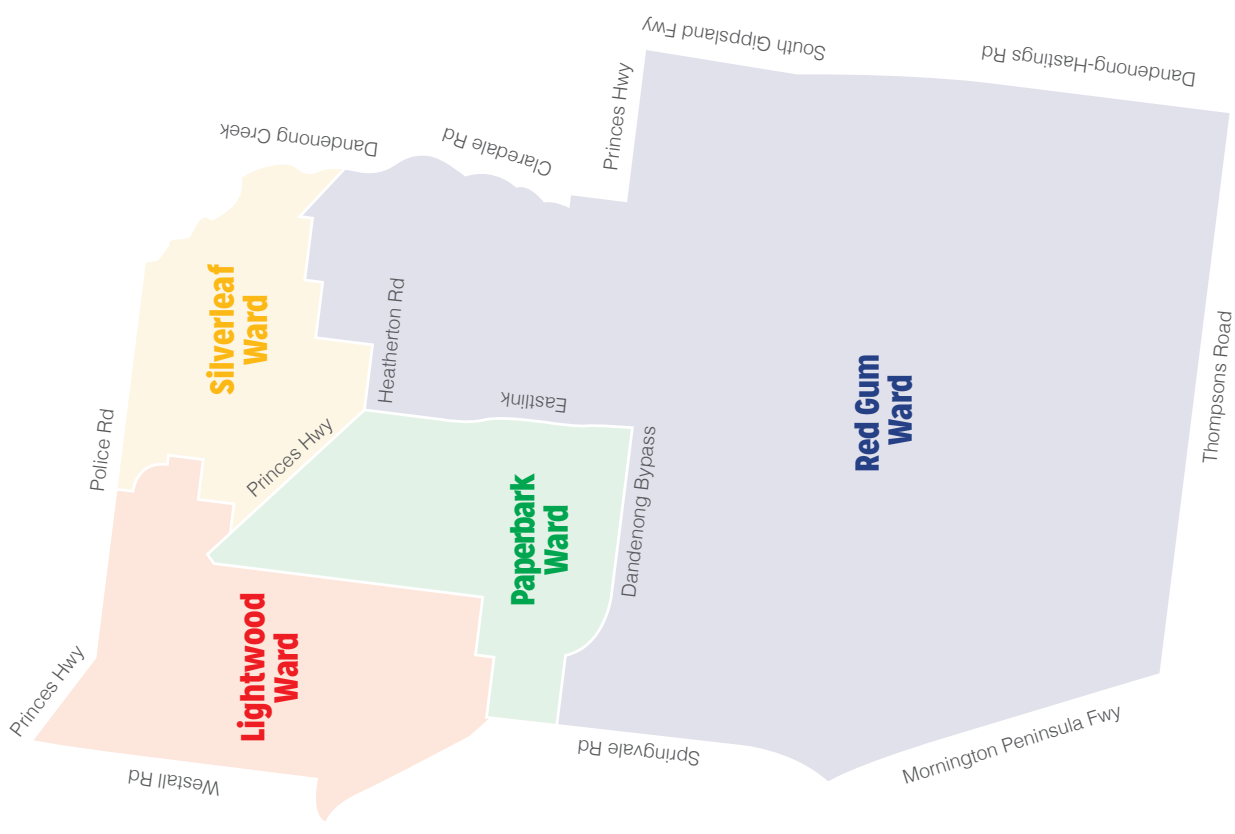 South Gippsland Fwy
Dandenong-Hastings Rd
Princes Hwy
Dandenong Creek
Claredale Rd
Silverleaf
Ward
Heatherton Rd
Police Rd
Princes Hwy
Eastlink
Red Gum
Ward
Thompsons Road
Paperbark
Ward
Dandenong Bypass
Lightwood
Ward
Princes Hwy
Westall Rd
Springvale Rd
Mornington Peninsula Fwy